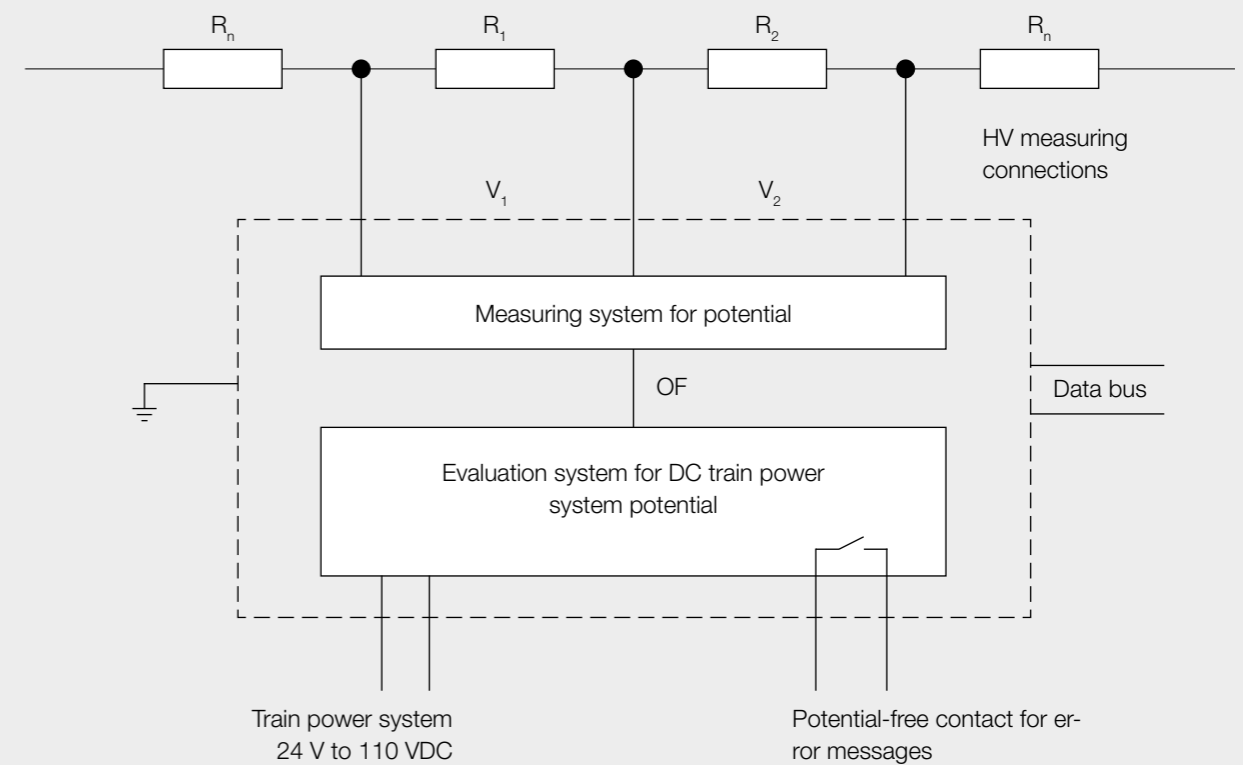 Rₙ
R₁
R₂
Rₙ
HV measuring
connections
V₁
V₂
Measuring system for potential
OF
Data bus
Evaluation system for DC train power
system potential
Train power system
24 V to 110 VDC
Potential-free contact for er-
ror messages